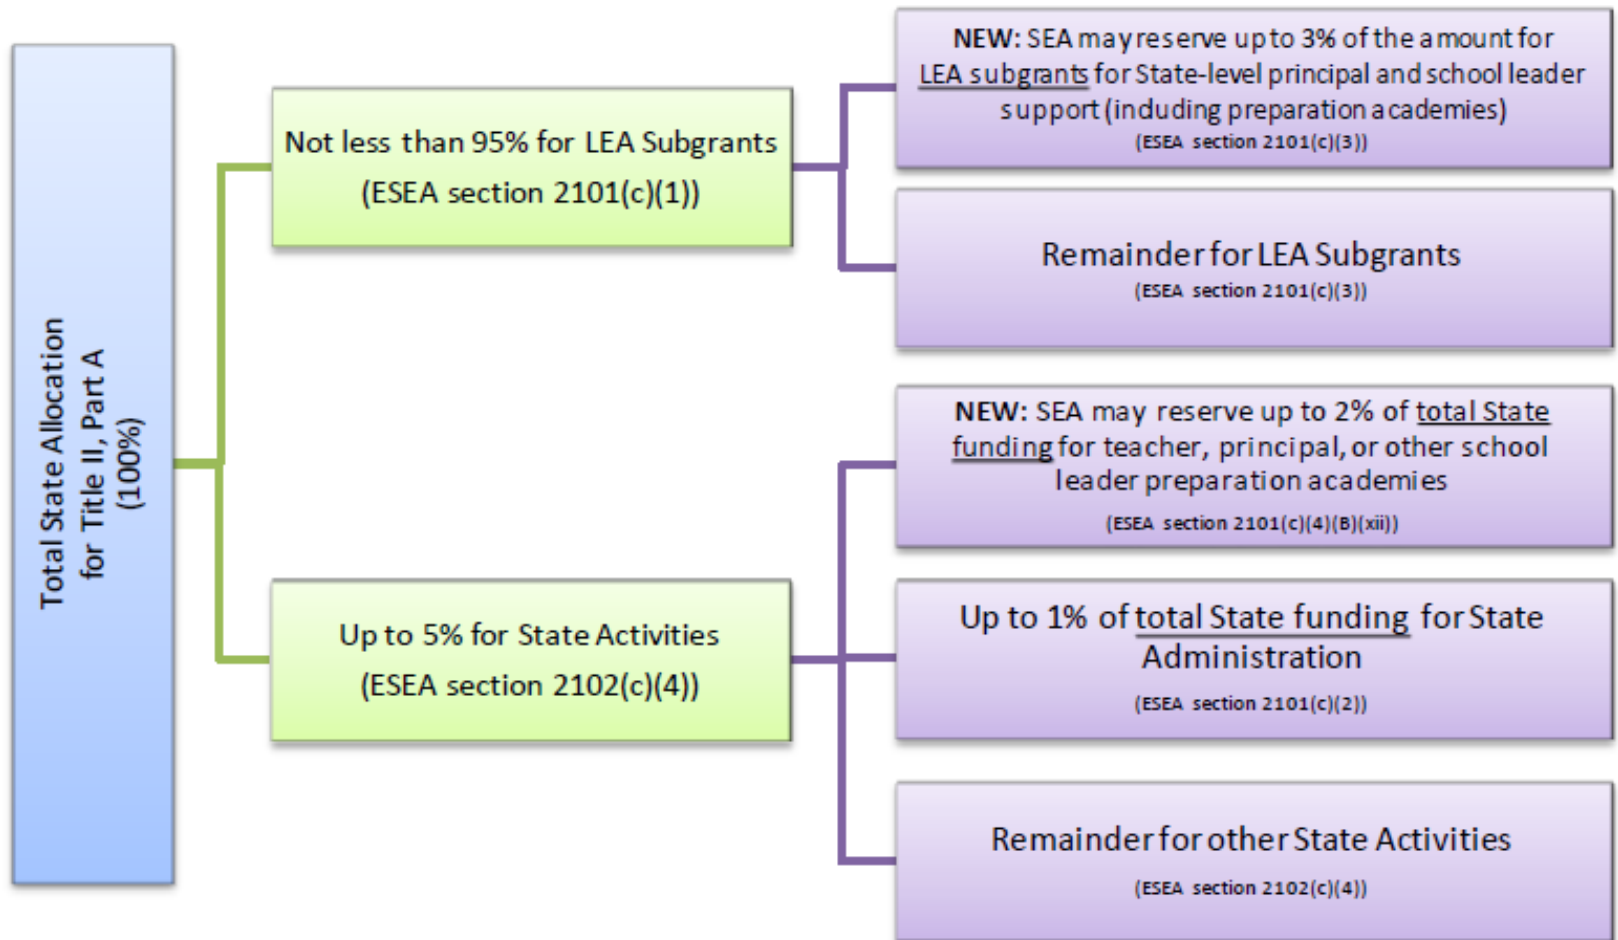 Total State Allocation
for Title II, Part A
(100%)
Not less than 95% for LEA Subgrants
(ESEA section 2101(c)(1))
NEW: SEA may reserve up to 3% of the amount for
LEA subgrants for State-level principal and school leader
support (including preparation academies)
(ESEA section 2101(c)(3))
Remainder for LEA Subgrants
(ESEA section 2101(c)(3))
Up to 5% for State Activities
(ESEA section 2102(c)(4))
NEW: SEA may reserve up to 2% of total State
funding for teacher, principal, or other school
leader preparation academies
(ESEA section 2101(c)(4)(B)(xii))
Up to 1% of total State funding for State
Administration
(ESEA section 2101(c)(2))
Remainder for other State Activities
(ESEA section 2102(c)(4))